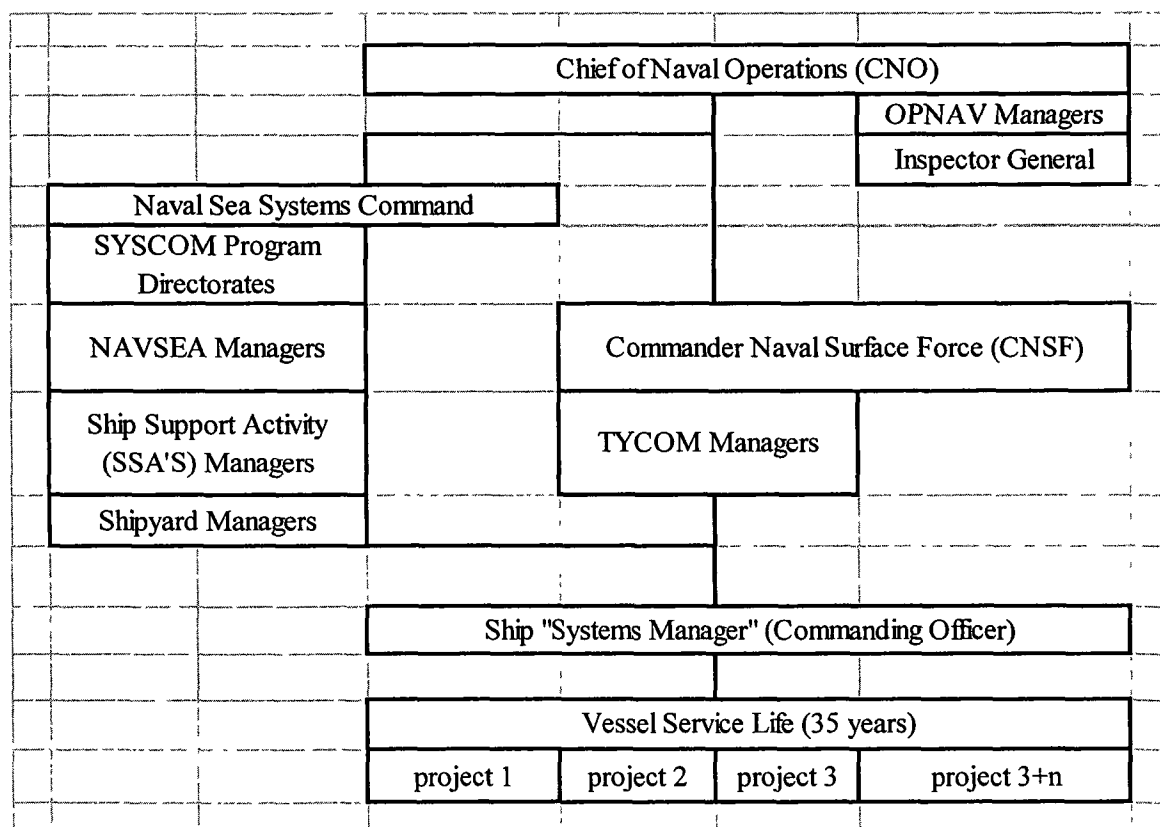 Chief of Naval Operations (CNO)
OPNAV Managers
Inspector General
Naval Sea Systems Command
SYSCOM Program
Directorates
NAVSEA Managers
Commander Naval Surface Force (CNSF)
Ship Support Activity
(SSA'S) Managers
TYCOM Managers
Shipyard Managers
Ship "Systems Manager" (Commanding Officer)
Vessel Service Life (35 years)
project 1
project 2
project 3
project 3+n